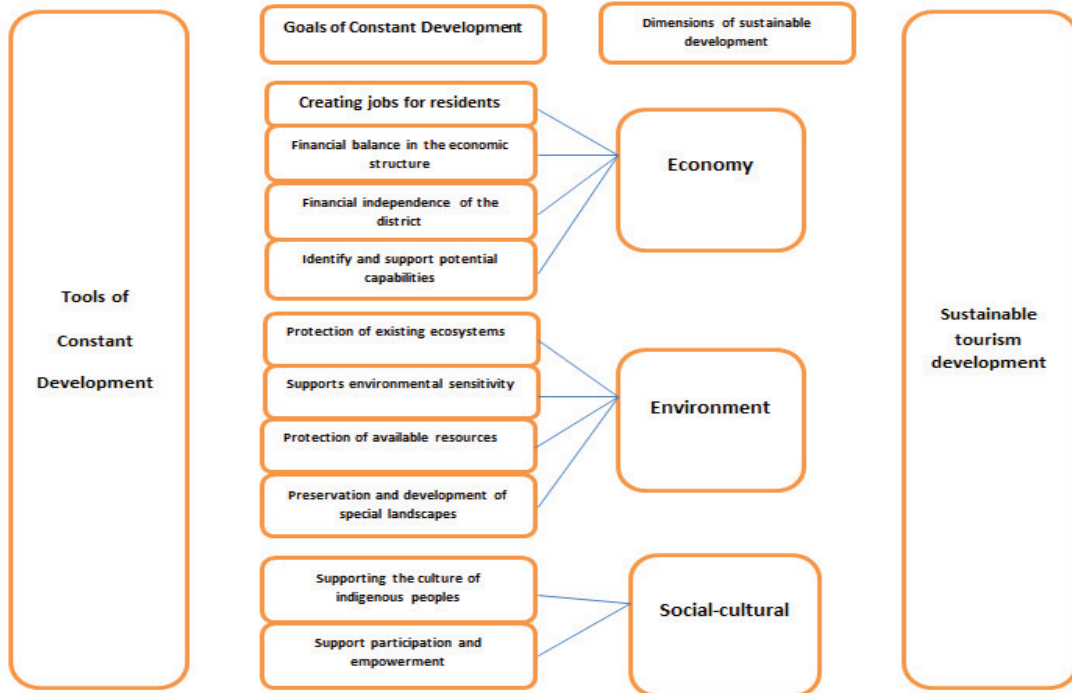 Tools of
Constant
Development
Goals of Constant Development
Creating jobs for residents
Financial balance in the economic
structure
Financial independence of the
district
Identify and support potential
capabilities
Protection of existing ecosystems
Supports environmental sensitivity
Protection of available resources
Preservation and development of
special landscapes
Supporting the culture of
indigenous peoples
Support participation and
empowerment
Dimensions of sustainable
development
Economy
Environment
Social-cultural
Sustainable
tourism
development